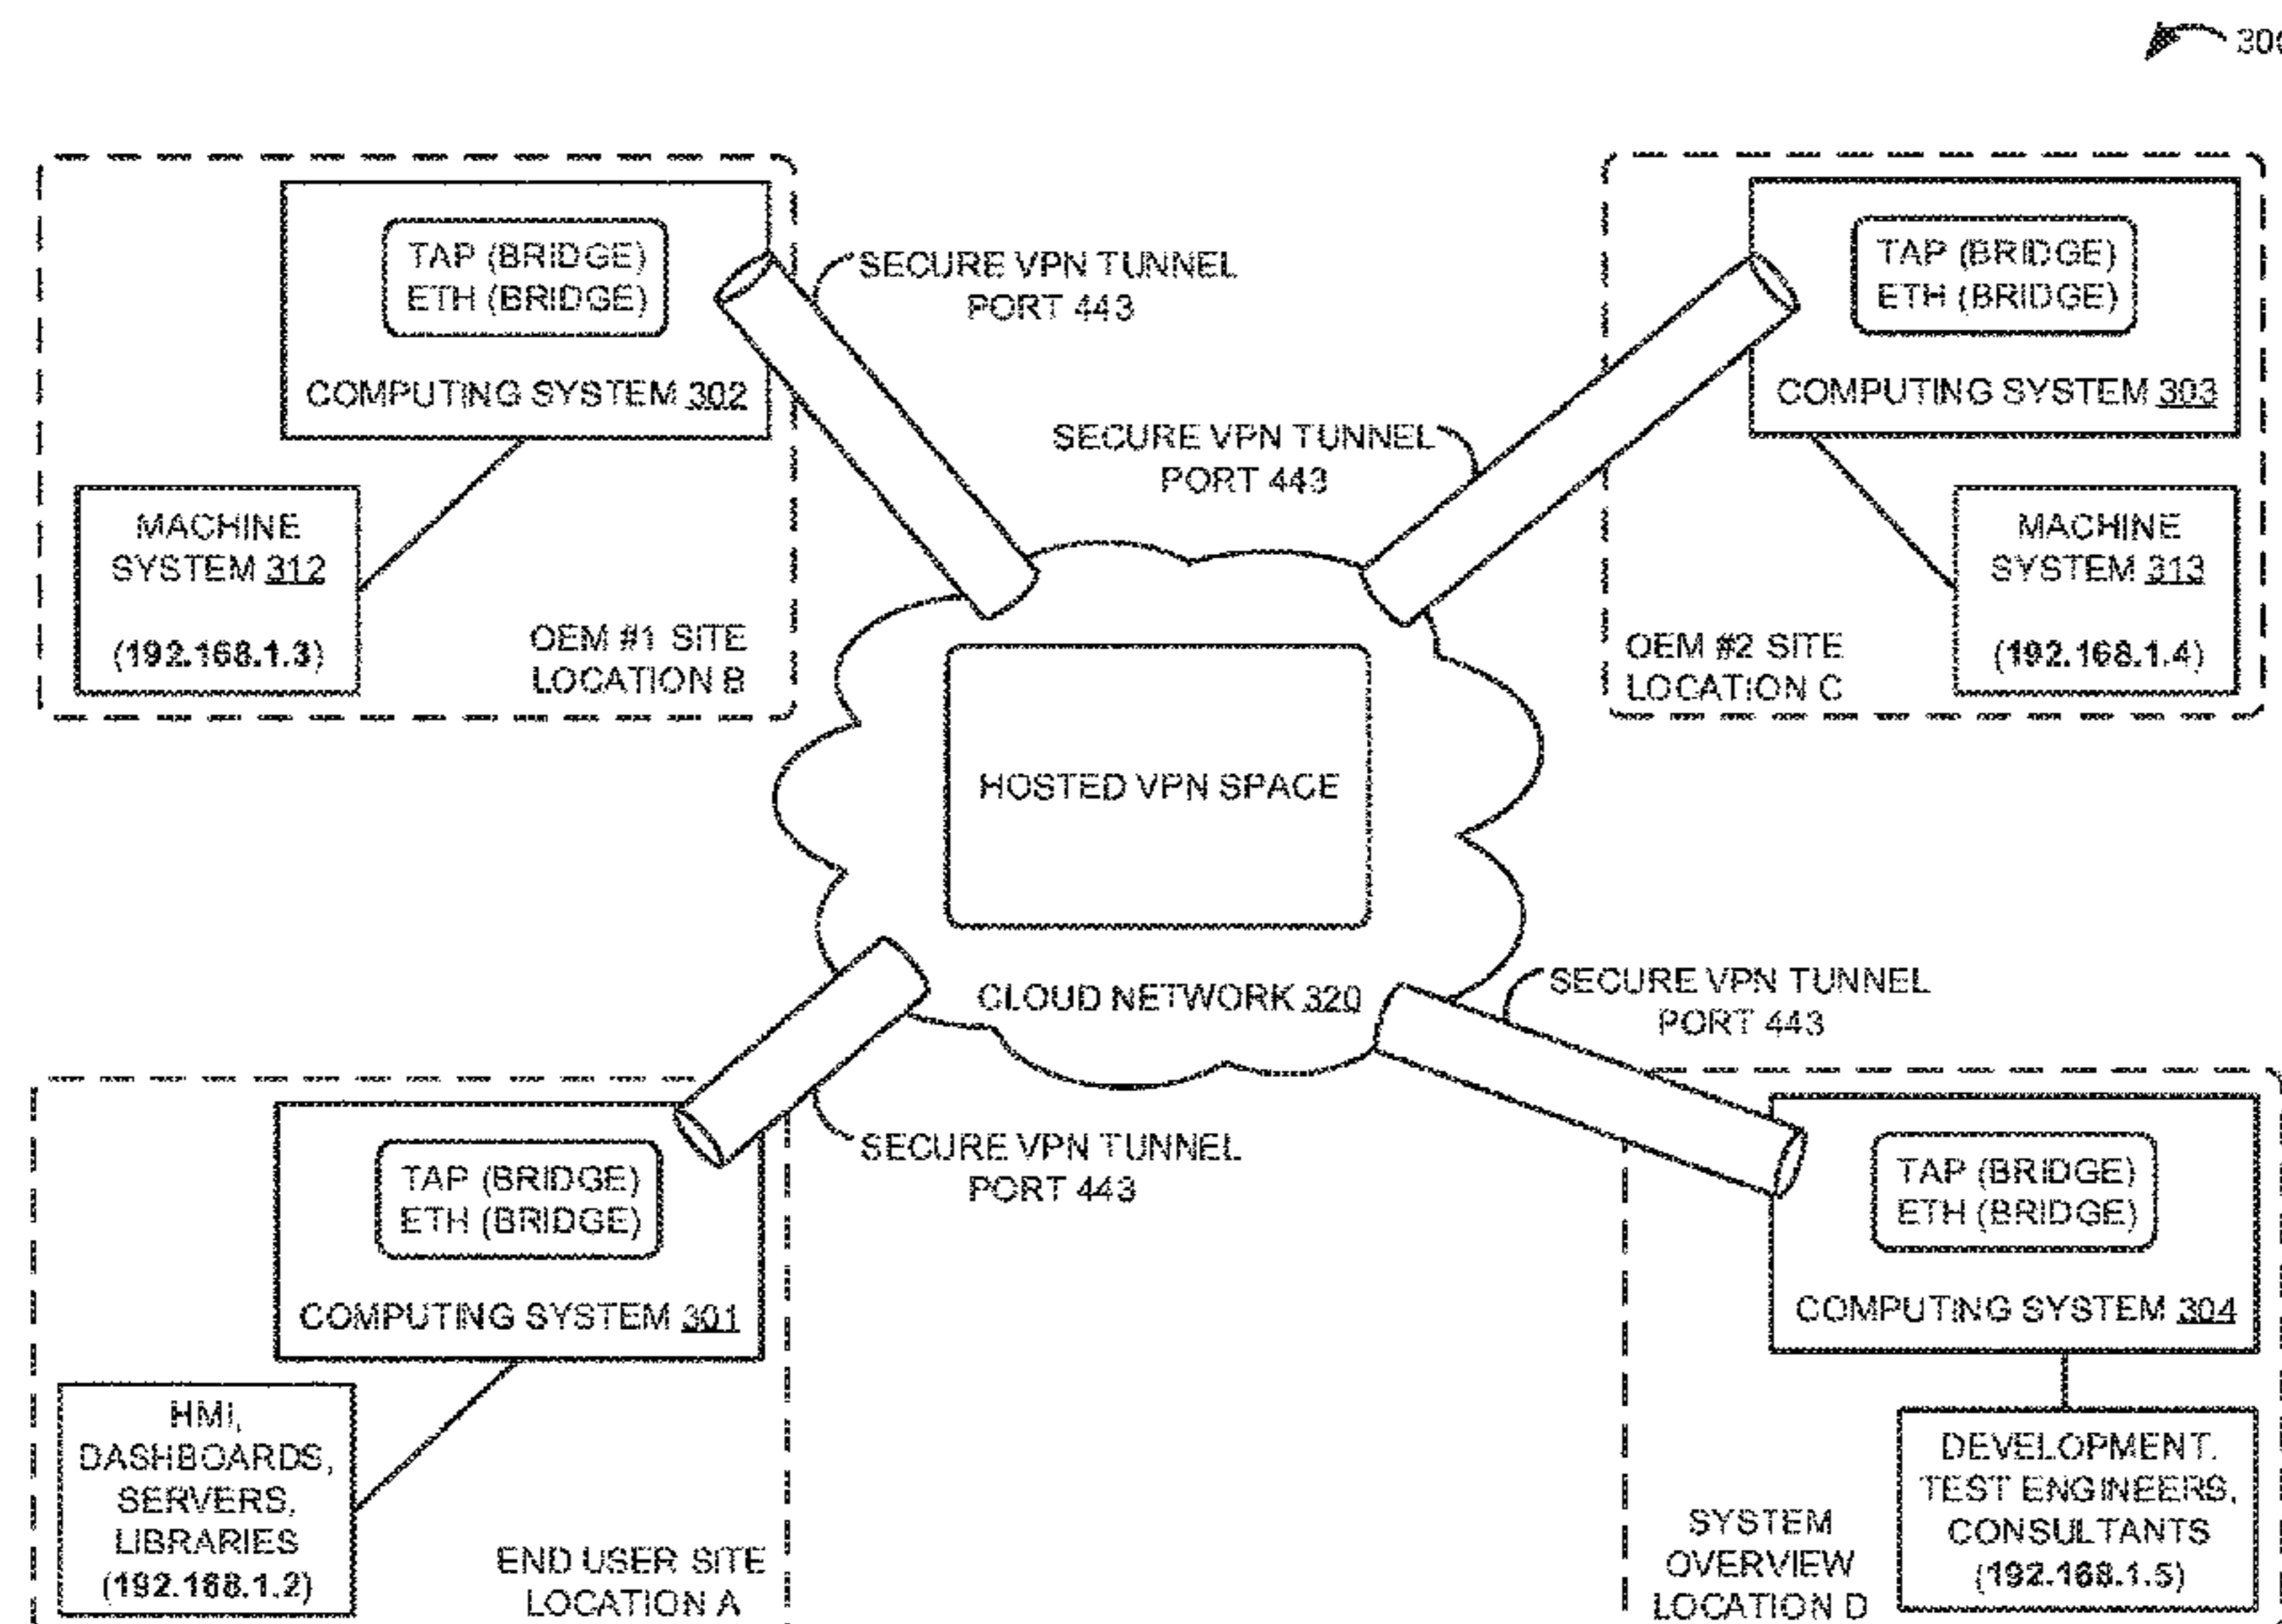 300
TAP (BRIDGE)
ETH (BRIDGE)
COMPUTING SYSTEM 302
MACHINE
SYSTEM 312
(192.168.1.3)
OEM #1 SITE
LOCATION B
SECURE VPN TUNNEL
PORT 443
SECURE VPN TUNNEL
PORT 443
TAP (BRIDGE)
ETH (BRIDGE)
COMPUTING SYSTEM 303
MACHINE
SYSTEM 313
(192.168.1.4)
OEM #2 SITE
LOCATION C
HOSTED VPN SPACE
CLOUD NETWORK 320
SECURE VPN TUNNEL
PORT 443
SECURE VPN TUNNEL
PORT 443
TAP (BRIDGE)
ETH (BRIDGE)
COMPUTING SYSTEM 301
HMI,
DASHBOARDS,
SERVERS,
LIBRARIES
(192.168.1.2)
END USER SITE
LOCATION A
TAP (BRIDGE)
ETH (BRIDGE)
COMPUTING SYSTEM 304
DEVELOPMENT,
TEST ENGINEERS,
CONSULTANTS
(192.168.1.5)
SYSTEM
OVERVIEW
LOCATION D